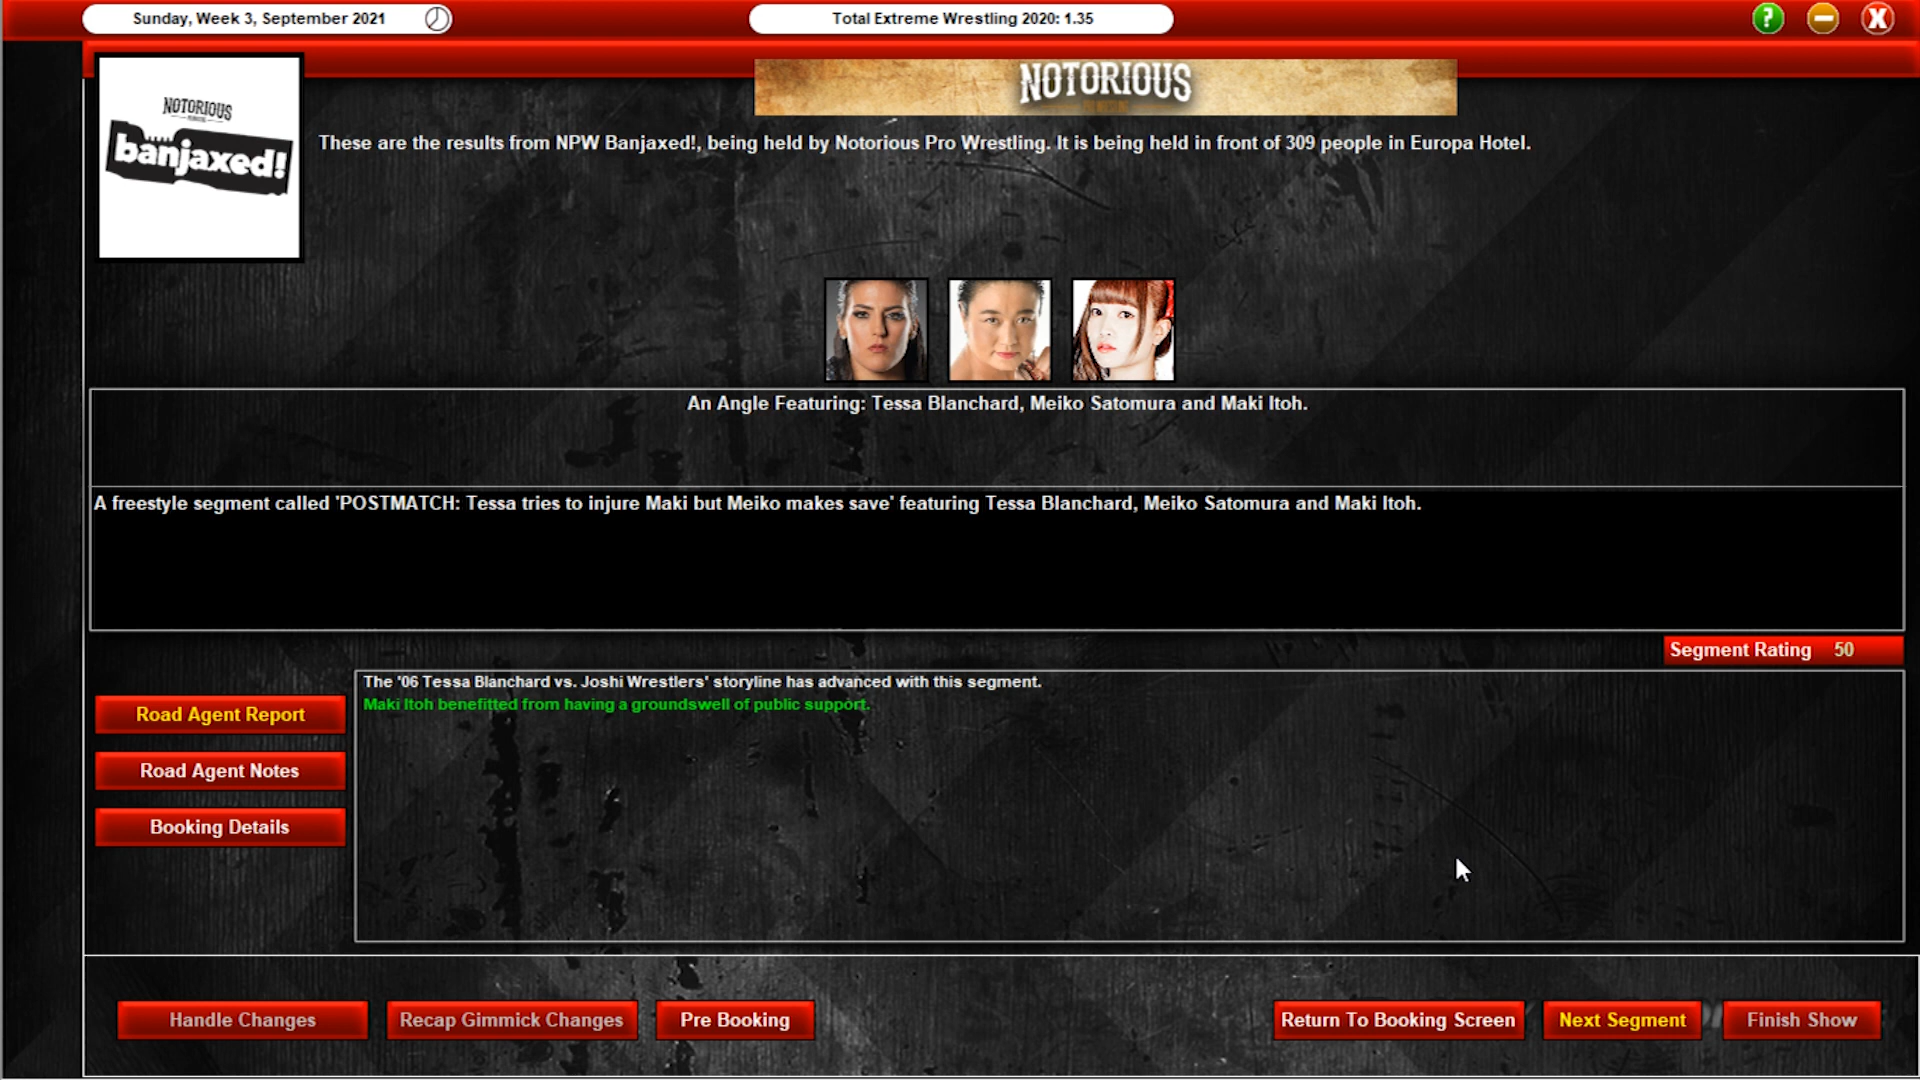 Sunday, Week 3, September 2021
Total Extreme Wrestling 2020: 1.35
NOTORIOUS
NOTORIOUS
banjaxed!
These are the results from NPW Banjaxed!, being held by Notorious Pro Wrestling. It is being held in front of 309 people in Europa Hotel.
An Angle Featuring: Tessa Blanchard, Meiko Satomura and Maki Itoh.
A freestyle segment called 'POSTMATCH: Tessa tries to injure Maki but Meiko makes save' featuring Tessa Blanchard, Meiko Satomura and Maki Itoh.
Segment Rating 50
The '06 Tessa Blanchard vs. Joshi Wrestlers' storyline has advanced with this segment.
Maki Itoh benefitted from having a groundswell of public support.
Road Agent Report
Road Agent Notes
Booking Details
Handle Changes
Recap Gimmick Changes
Pre Booking
Return To Booking Screen
Next Segment
Finish Show